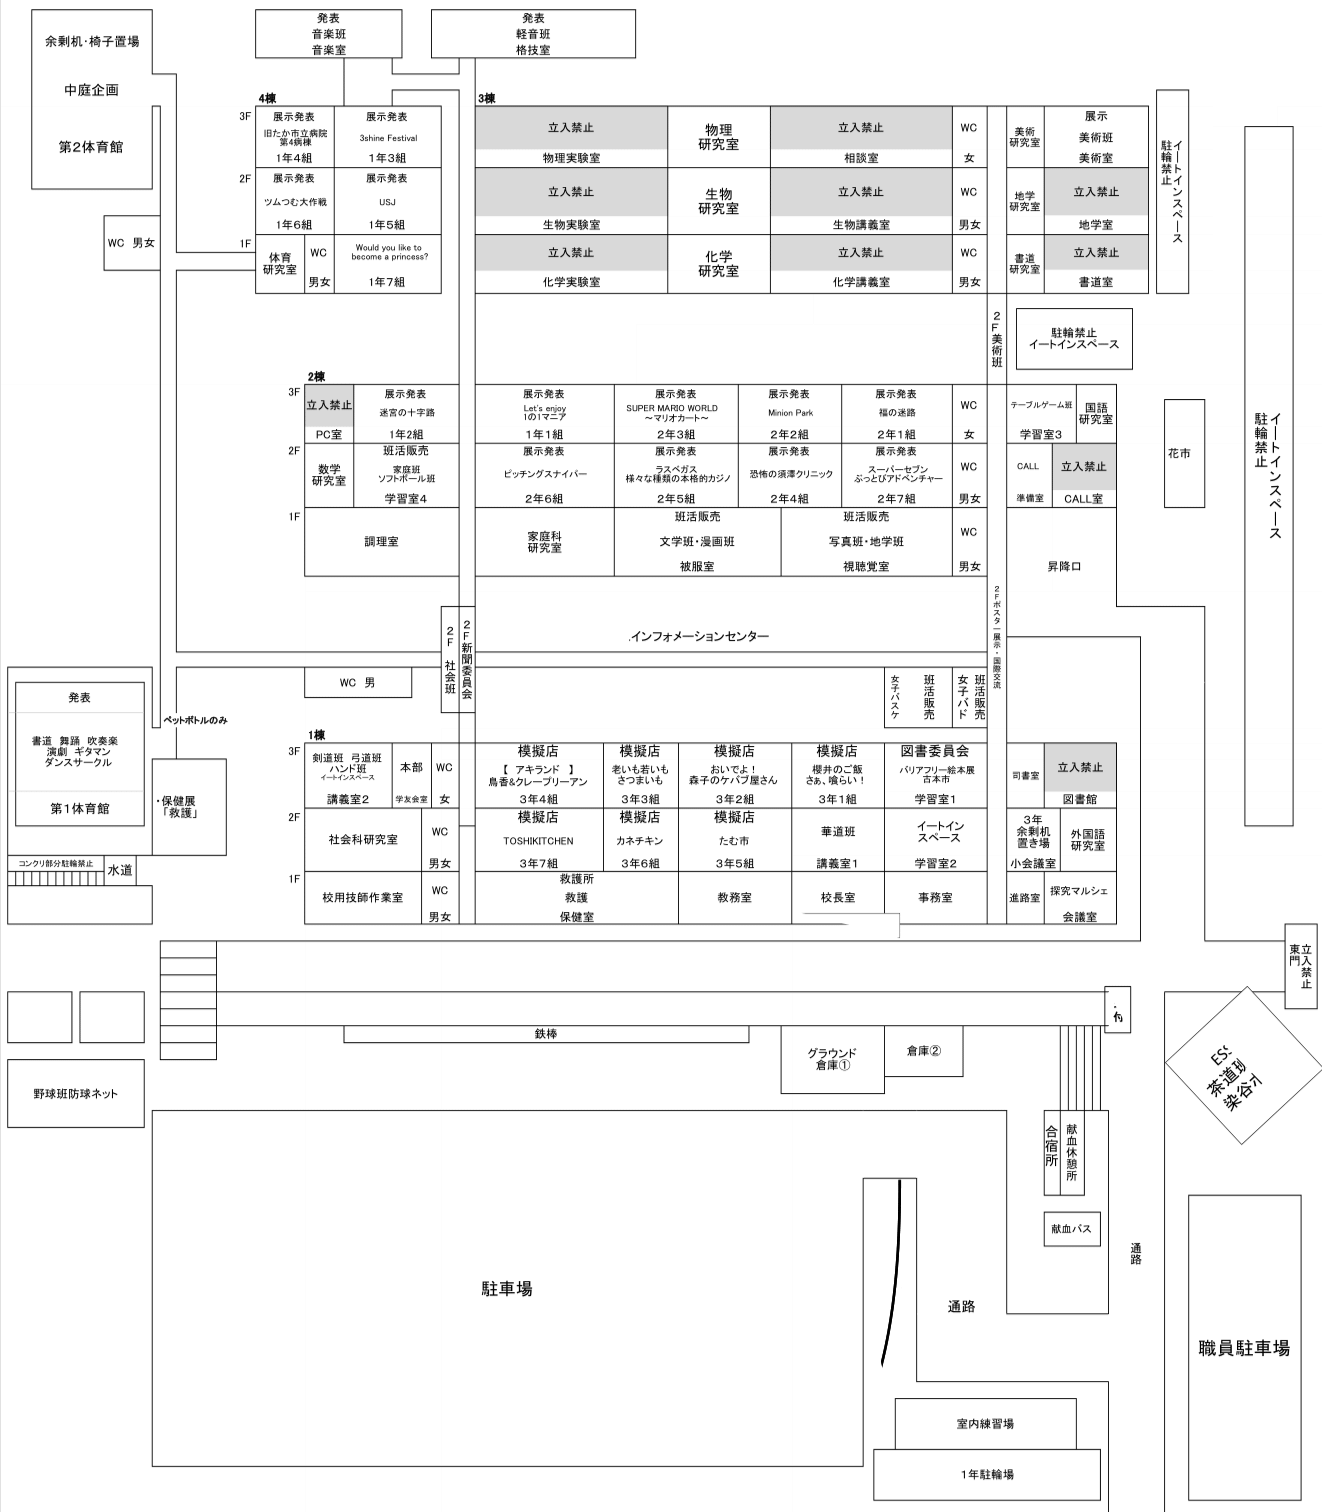 余剰机・椅子置場
中庭企画
第2体育館
発表
音楽班
音楽室
発表
軽音班
格技室
4棟
3F
展示発表
旧たか市立病院
第4病棟
1年4組
展示発表
3shine Festival
1年3組
2F
展示発表
ツムつむ大作戦
1年6組
展示発表
USJ
1年5組
1F
体育
研究室
WC
男女
Would you like to
become a princess?
1年7組
WC 男女
3棟
立入禁止
物理実験室
物理
研究室
立入禁止
相談室
WC
女
美術
研究室
展示
美術班
美術室
立入禁止
生物実験室
生物
研究室
立入禁止
生物講義室
WC
男女
地学
研究室
立入禁止
地学室
立入禁止
化学実験室
化学
研究室
立入禁止
化学講義室
WC
男女
書道
研究室
立入禁止
書道室
イートインスペース
駐輪禁止
2F美術班
駐輪禁止
イートインスペース
イートインスペース
駐輪禁止
花市
2棟
3F
立入禁止
PC室
展示発表
迷宮の十字路
1年2組
展示発表
Let's enjoy
1の1マニア
1年1組
展示発表
SUPER MARIO WORLD
～マリオカート～
2年3組
展示発表
Minion Park
2年2組
展示発表
福の迷路
2年1組
WC
女
テーブルゲーム班
学習室3
国語
研究室
2F
数学
研究室
班活販売
家庭班
ソフトボール班
学習室4
展示発表
ピッチングスナイパー
2年6組
展示発表
ラスベガス
様々な種類の本格的カジノ
2年5組
展示発表
恐怖の須澤クリニック
2年4組
展示発表
スーパーセブン
ぶっとびアドベンチャー
2年7組
WC
男女
CALL
準備室
立入禁止
CALL室
1F
調理室
家庭科
研究室
班活販売
文学班・漫画班
被服室
班活販売
写真班・地学班
視聴覚室
WC
男女
昇降口
2F 社会班
2F新聞委員会
.インフォメーションセンター
2Fポスター展示・国際交流
WC 男
班活販売
女子バスケ
班活販売
女子バド
発表
書道 舞踊 吹奏楽
演劇 ギタマン
ダンスサークル
第1体育館
ペットボトルのみ
・保健展
「救護」
コンクリ部分駐輪禁止
水道
1棟
3F
剣道班 弓道班
ハンド班
イートインスペース
講義室2
本部
学友会室
WC
女
模擬店
【 アキランド 】
鳥香&クレープリーアン
3年4組
模擬店
老いも若いも
さつまいも
3年3組
模擬店
おいでよ！
森子のケバブ屋さん
3年2組
模擬店
櫻井のご飯
さぁ、喰らい！
3年1組
図書委員会
バリアフリー絵本展
古本市
学習室1
司書室
立入禁止
図書館
2F
社会科研究室
WC
男女
模擬店
TOSHIKITCHEN
3年7組
模擬店
カネチキン
3年6組
模擬店
たむ市
3年5組
華道班
講義室1
イートイン
スペース
学習室2
3年
余剰机
置き場
小会議室
外国語
研究室
1F
校用技師作業室
WC
男女
救護所
救護
保健室
教務室
校長室
事務室
進路室
探究マルシェ
会議室
立入禁止
東門
鉄棒
グラウンド
倉庫①
倉庫②
野球班防球ネット
茶道班
合宿所
献血休憩所
献血バス
通路
駐車場
通路
職員駐車場
室内練習場
1年駐輪場